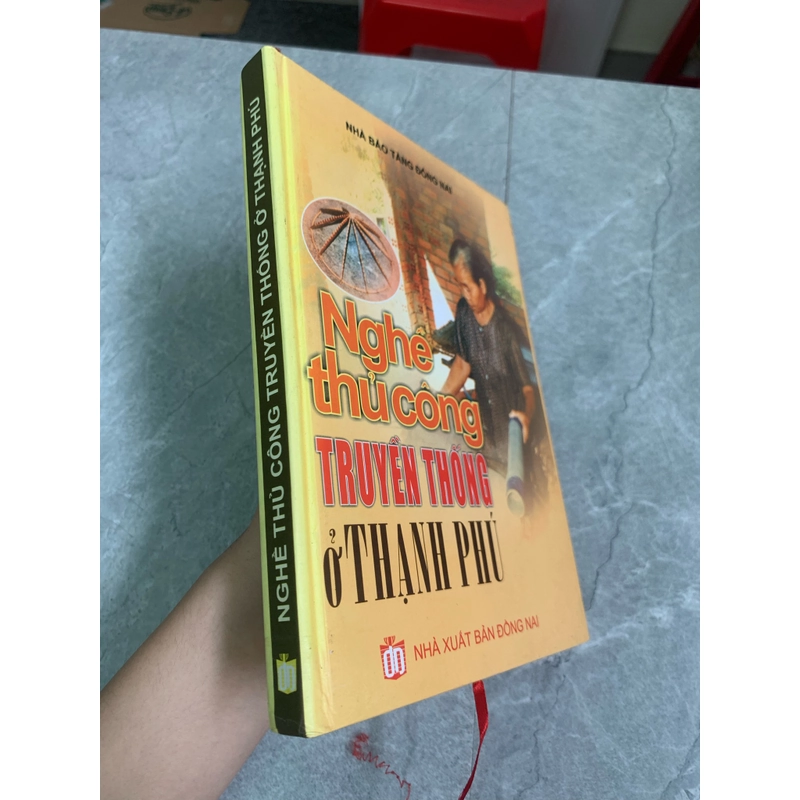 NHÀ BẢO TÀNG ĐỒNG NAI
Nghề
thủ công
TRUYỀN THỐNG
Ở THẠNH PHÚ
NHÀ XUẤT BẢN ĐỒNG NAI
NGHỀ THỦ CÔNG TRUYỀN THỐNG Ở THẠNH PHÚ